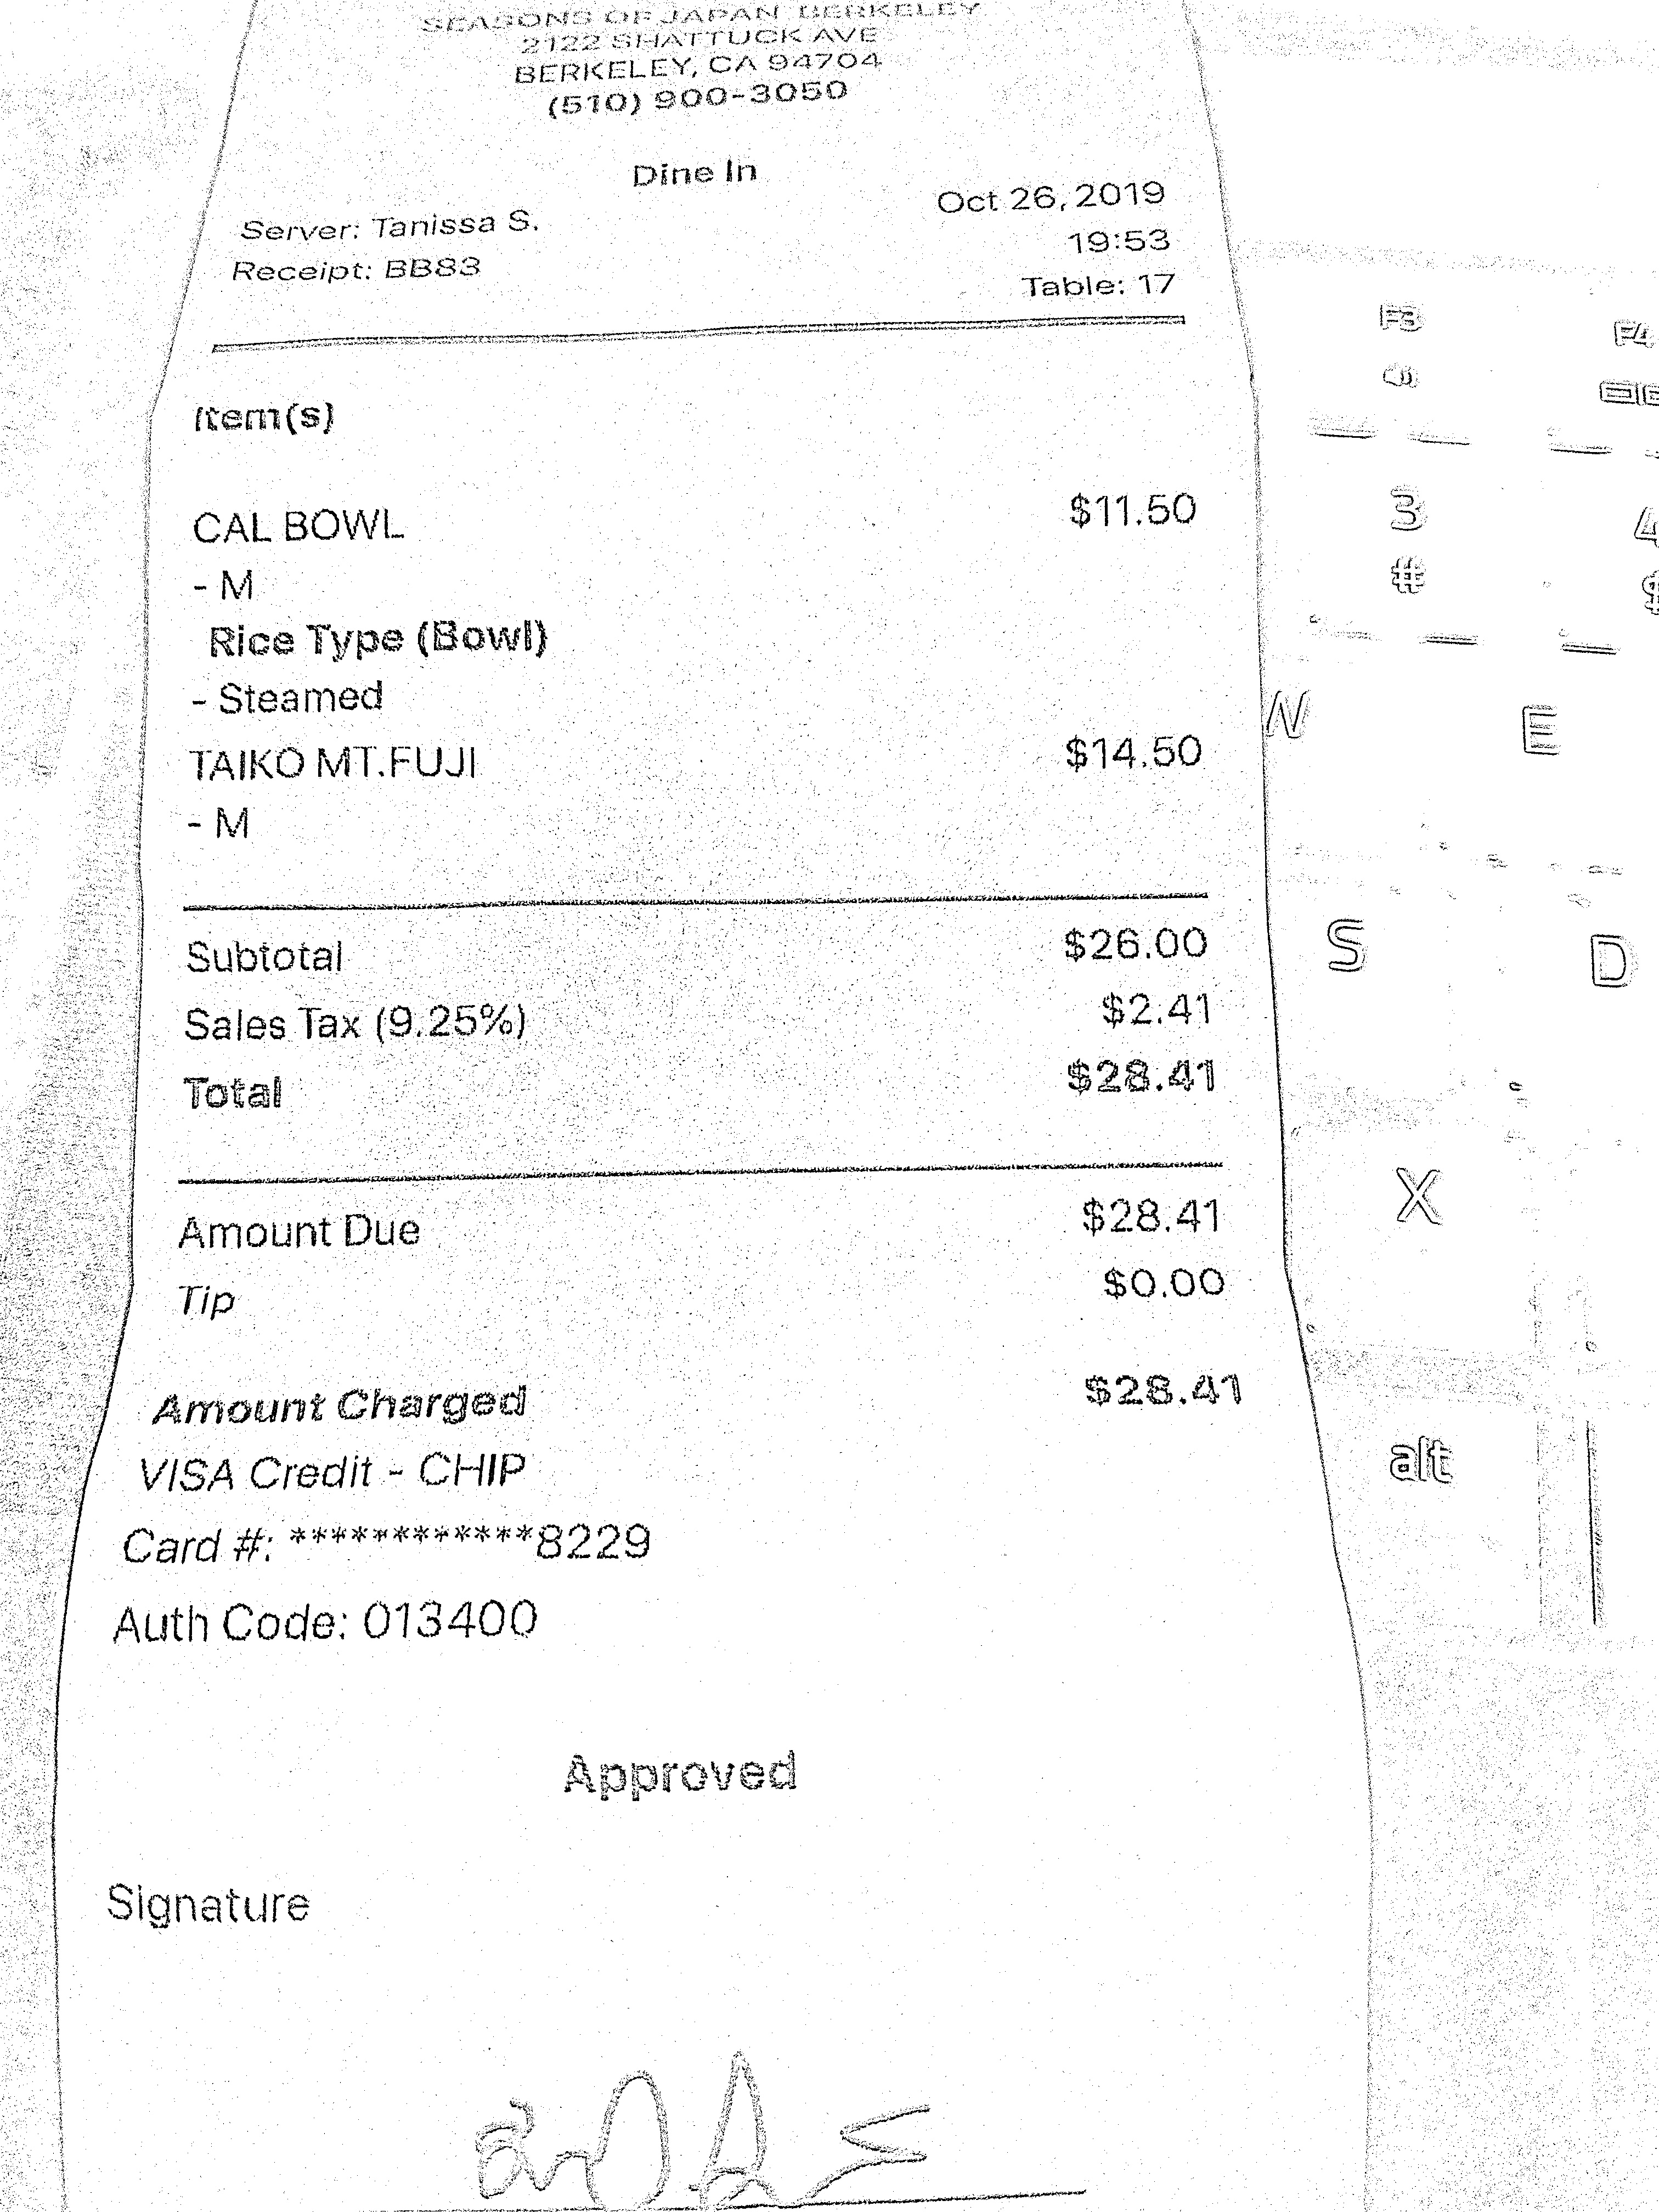 SEASONS OF JAPAN BERKELEY
2122 SHATTUCK AVE
BERKELEY, CA 94704
(510) 900-3050
Dine In
Server: Tanissa S.
Oct 26, 2019
19:53
Receipt: BB83
Table: 17
Item(s)
CAL BOWL $11.50
- M
Rice Type (Bowl)
- Steamed
TAIKO MT.FUJI $14.50
- M
Subtotal $26.00
Sales Tax (9.25%) $2.41
Total $28.41
Amount Due $28.41
Tip $0.00
Amount Charged $28.41
VISA Credit - CHIP
Card #: ************8229
Auth Code: 013400
Approved
Signature
F3 F4
3 4
# $
W E
S D
X
alt